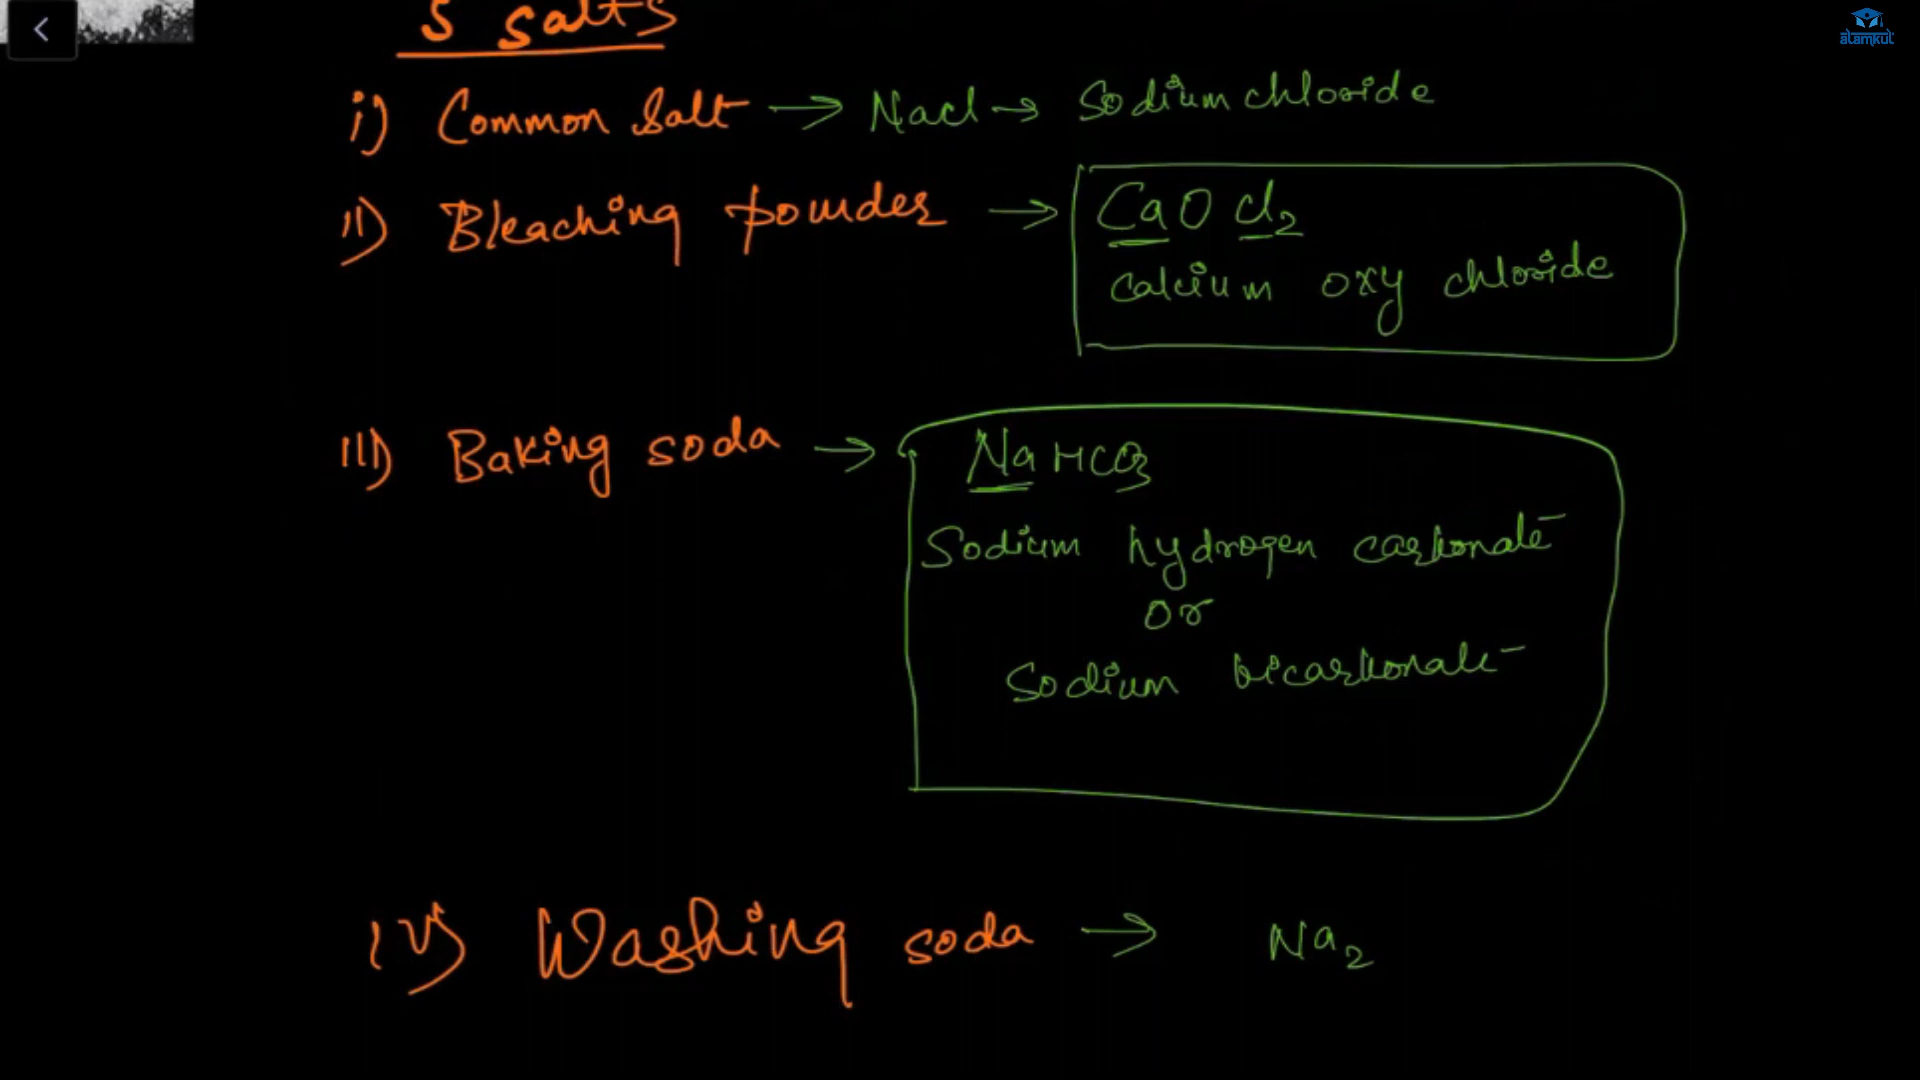 5 salts
i) Common Salt → NaCl → Sodium chloride
II) Bleaching powder → CaOCl₂
calcium oxy chloride
III) Baking soda → NaHCO₃
Sodium hydrogen carbonate
or
Sodium bicarbonate
IV) Washing soda → Na₂
alamkul